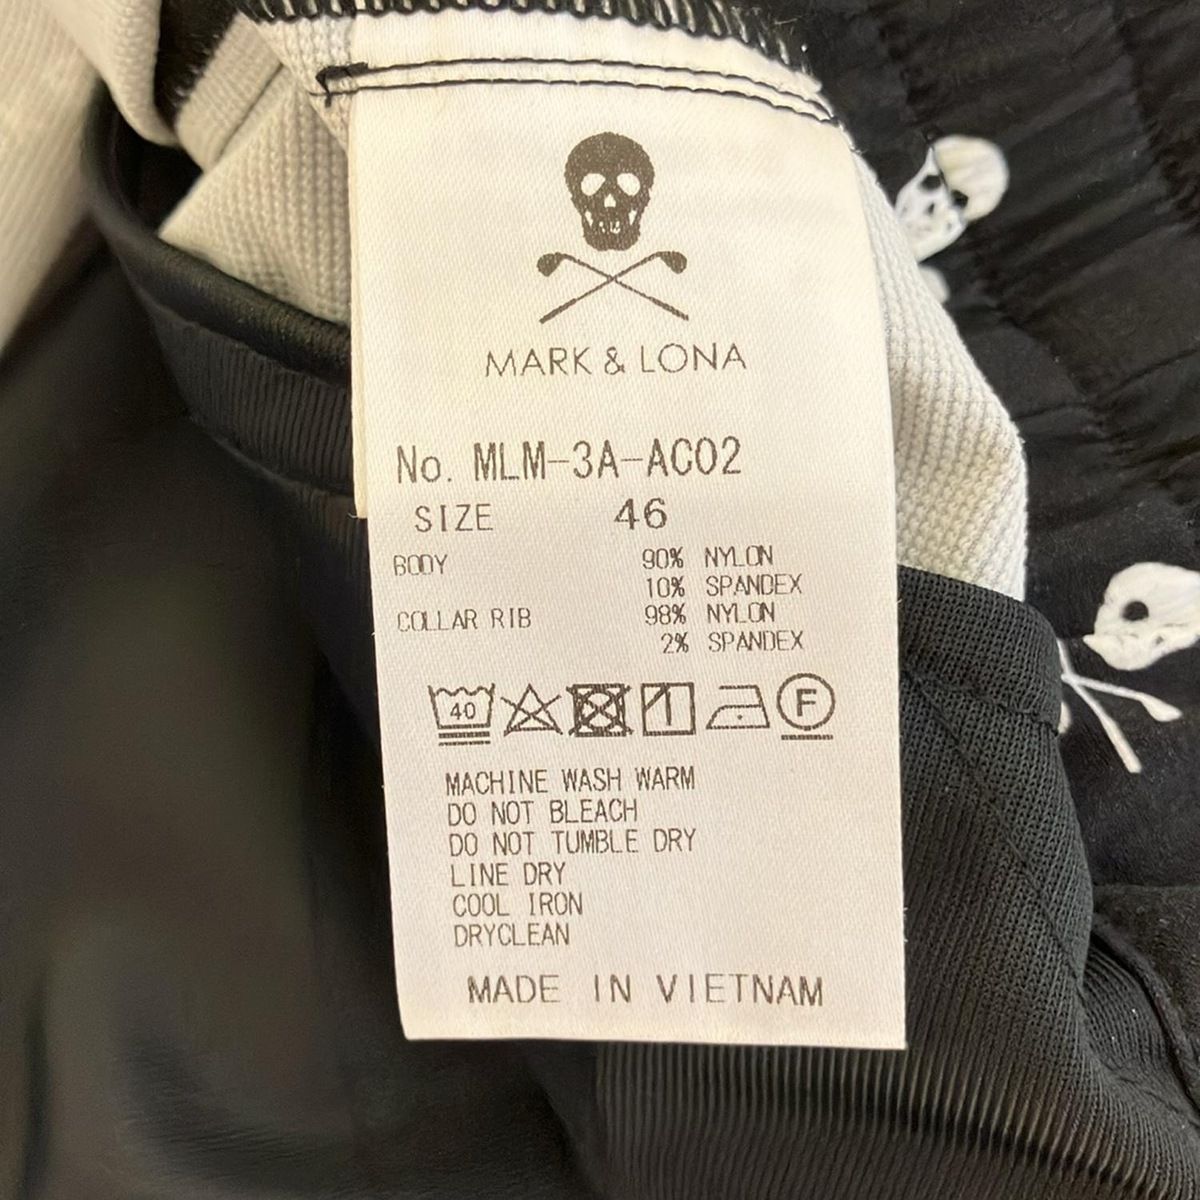 MARK & LONA
No. MLM-3A-AC02
SIZE 46
BODY 90% NYLON
10% SPANDEX
COLLAR RIB 98% NYLON
2% SPANDEX
40 F
MACHINE WASH WARM
DO NOT BLEACH
DO NOT TUMBLE DRY
LINE DRY
COOL IRON
DRYCLEAN
MADE IN VIETNAM